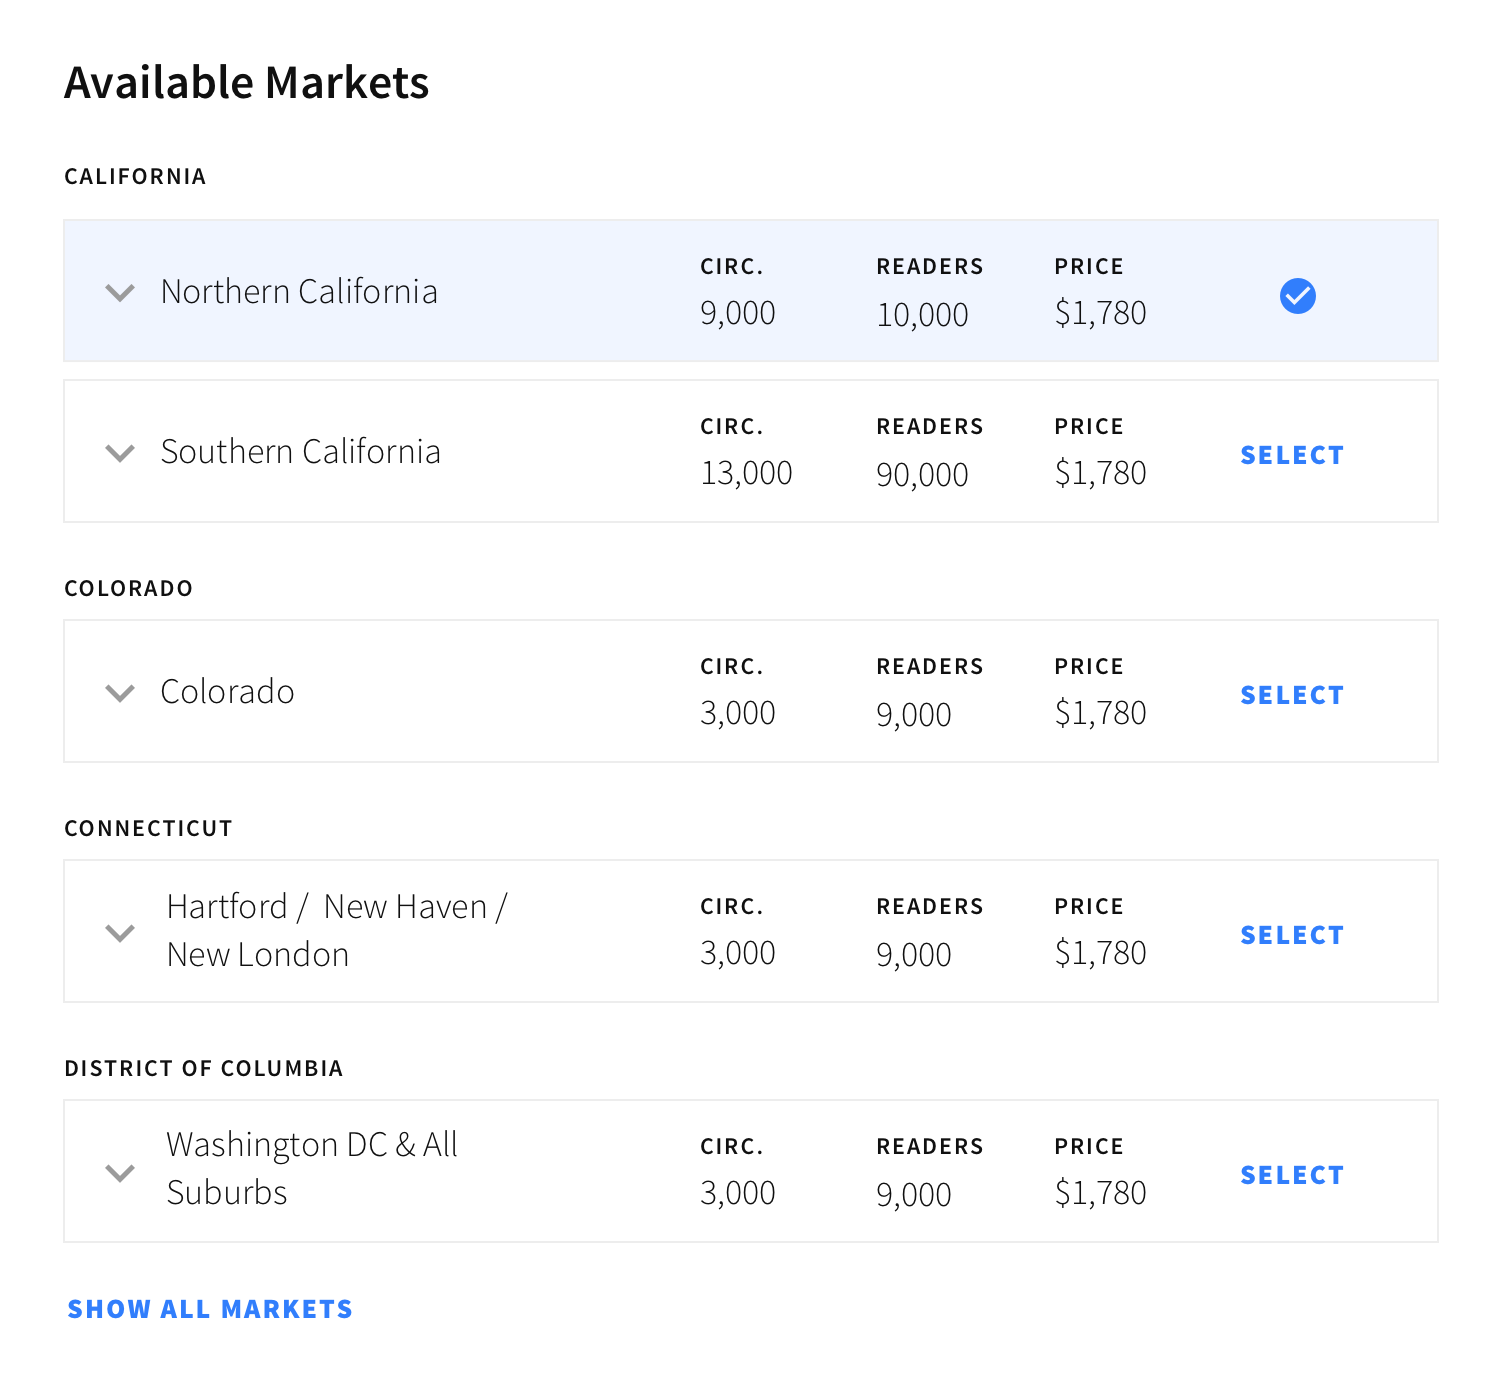 Available Markets
CALIFORNIA
Northern California
CIRC.
9,000
READERS
10,000
PRICE
$1,780
Southern California
CIRC.
13,000
READERS
90,000
PRICE
$1,780
SELECT
COLORADO
Colorado
CIRC.
3,000
READERS
9,000
PRICE
$1,780
SELECT
CONNECTICUT
Hartford /  New Haven /
New London
CIRC.
3,000
READERS
9,000
PRICE
$1,780
SELECT
DISTRICT OF COLUMBIA
Washington DC & All
Suburbs
CIRC.
3,000
READERS
9,000
PRICE
$1,780
SELECT
SHOW ALL MARKETS